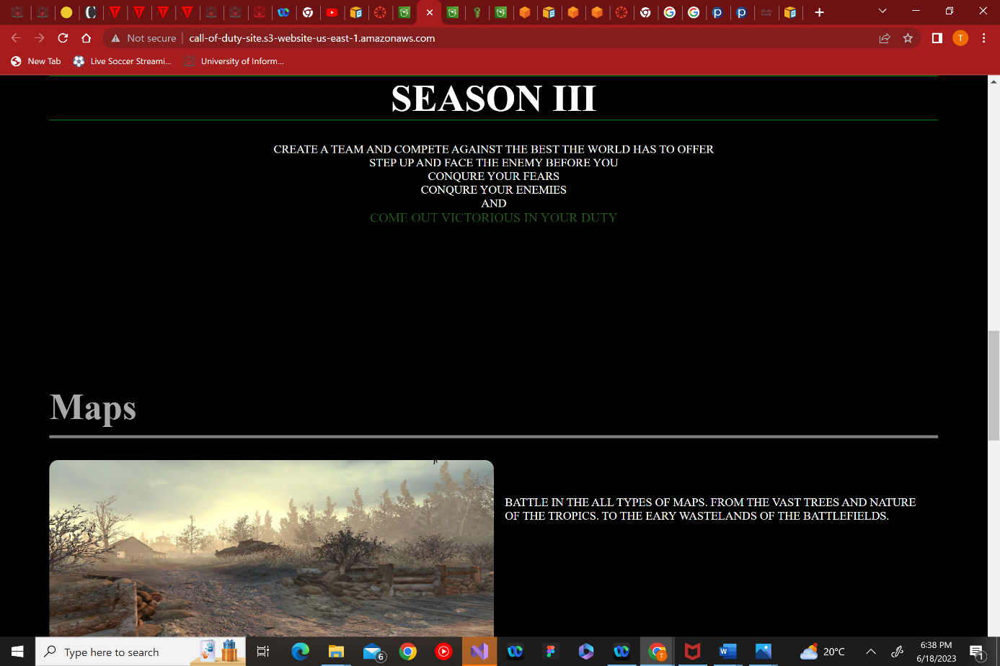 Not secure | call-of-duty-site.s3-website-us-east-1.amazonaws.com
T
New Tab
Live Soccer Streami...
University of Inform...
SEASON III
CREATE A TEAM AND COMPETE AGAINST THE BEST THE WORLD HAS TO OFFER
STEP UP AND FACE THE ENEMY BEFORE YOU
CONQURE YOUR FEARS
CONQURE YOUR ENEMIES
AND
COME OUT VICTORIOUS IN YOUR DUTY
Maps
BATTLE IN THE ALL TYPES OF MAPS. FROM THE VAST TREES AND NATURE
OF THE TROPICS. TO THE EARY WASTELANDS OF THE BATTLEFIELDS.
Type here to search
6
T
20°C
6:38 PM
6/18/2023
1